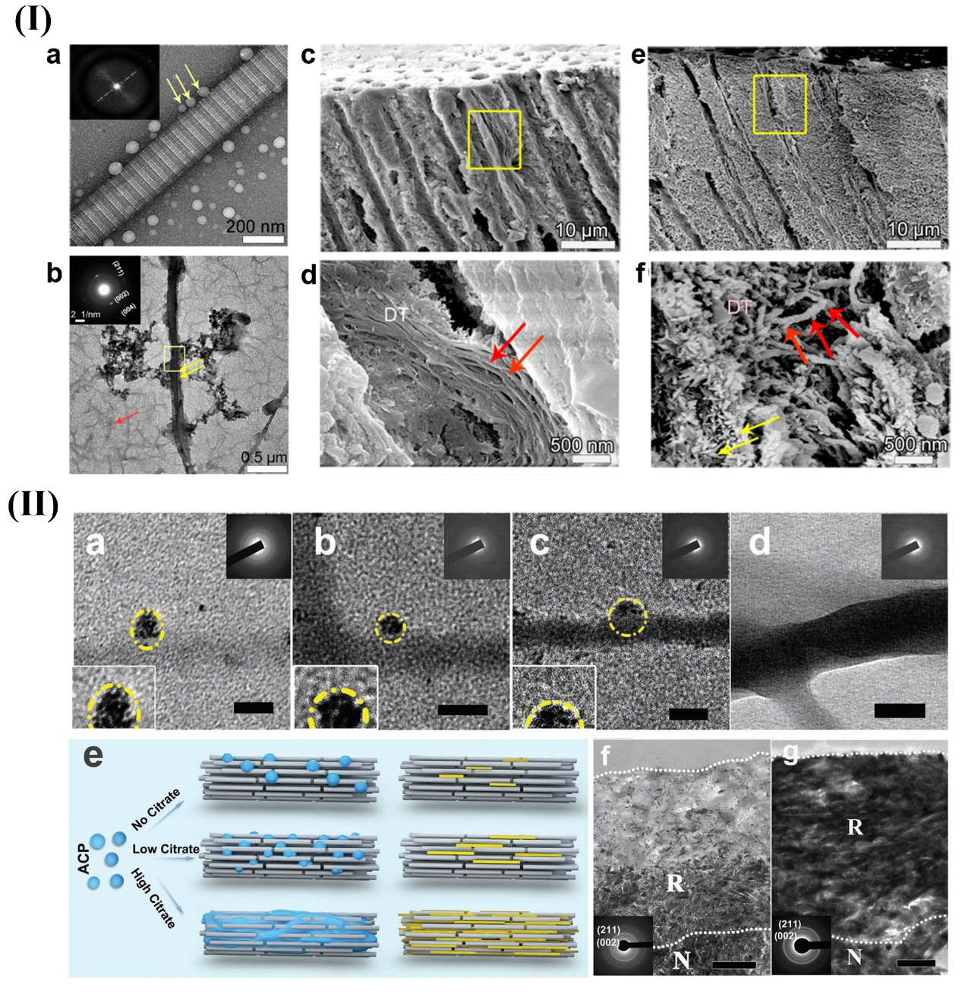 (I)
a
200 nm
b
(211)
(002)
(004)
2 1/nm
0.5 µm
c
10 µm
d
DT
500 nm
e
10 µm
f
DT
500 nm
(II)
a
b
c
d
e
ACP
No Citrate
Low Citrate
High Citrate
f
R
(211)
(002)
N
g
R
(211)
(002)
N